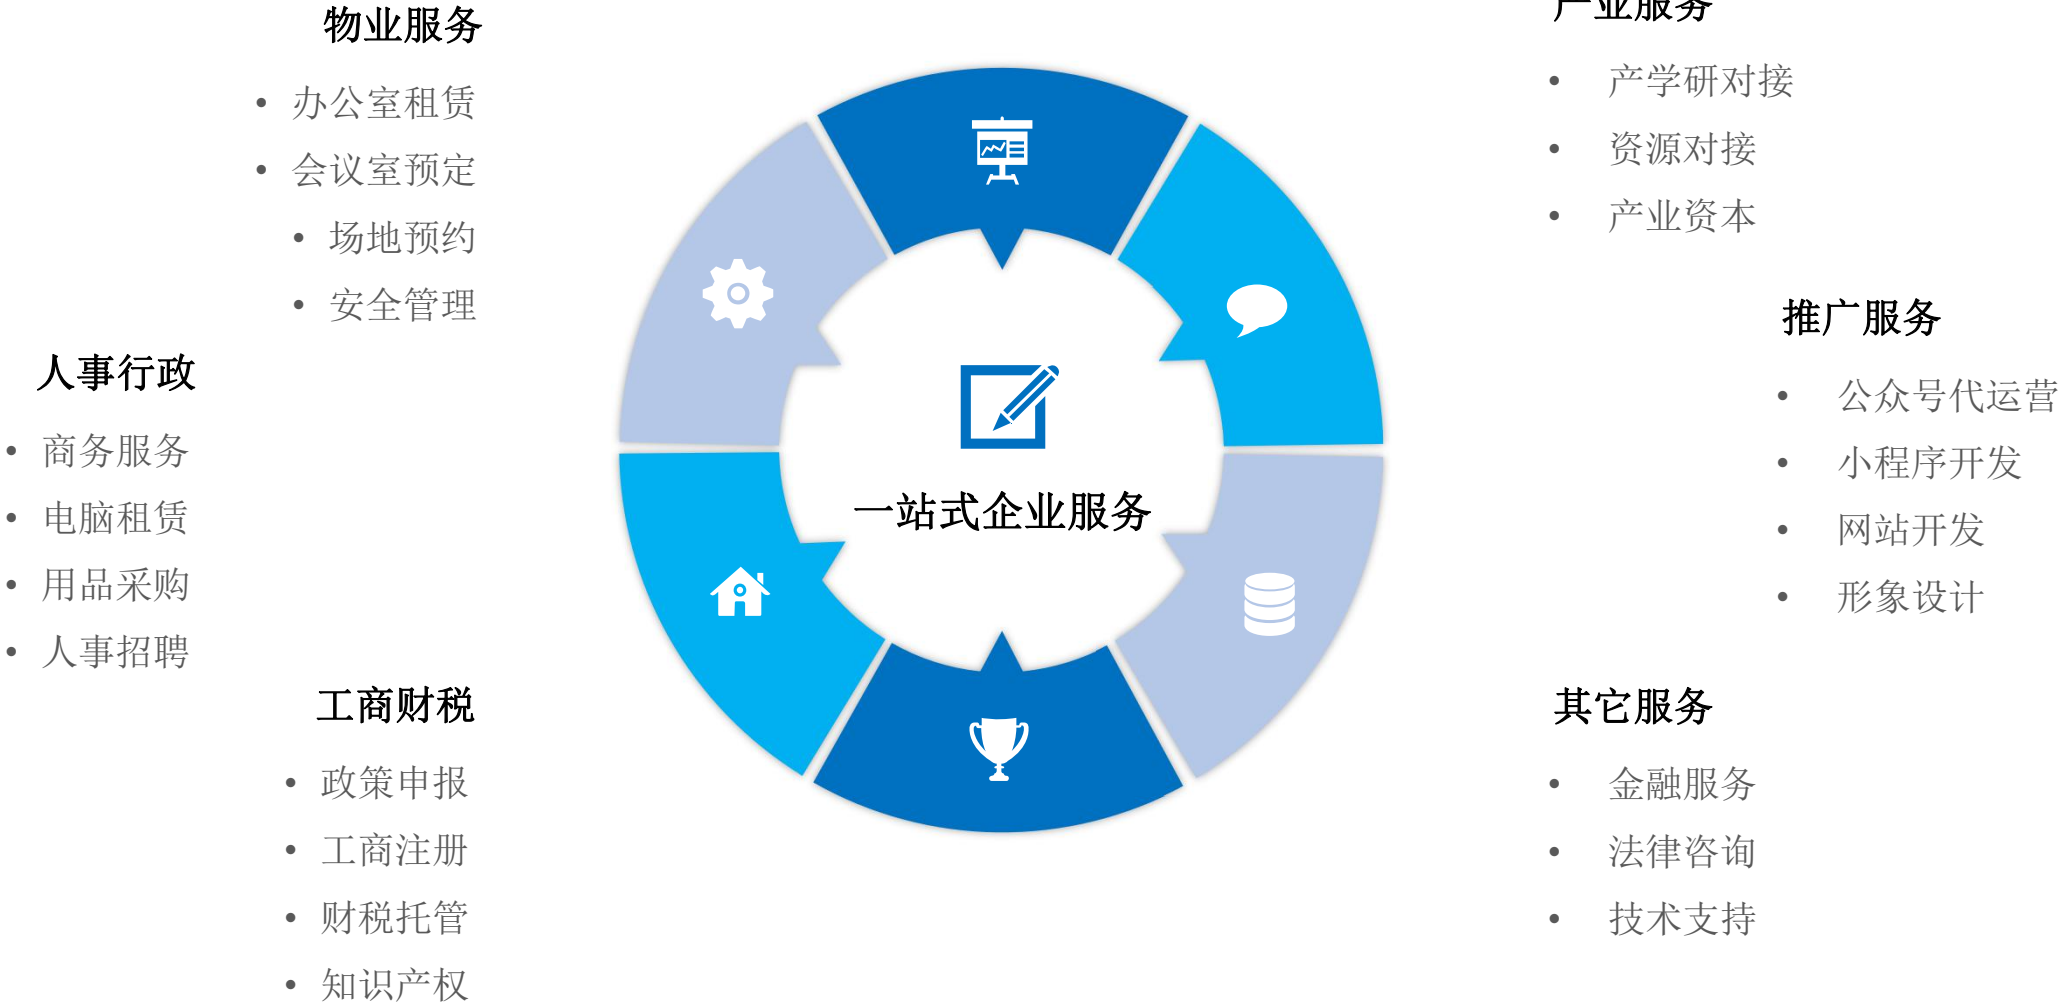 物业服务
• 办公室租赁
• 会议室预定
• 场地预约
• 安全管理
人事行政
• 商务服务
• 电脑租赁
• 用品采购
• 人事招聘
工商财税
• 政策申报
• 工商注册
• 财税托管
• 知识产权
一站式企业服务
产业服务
• 产学研对接
• 资源对接
• 产业资本
推广服务
• 公众号代运营
• 小程序开发
• 网站开发
• 形象设计
其它服务
• 金融服务
• 法律咨询
• 技术支持